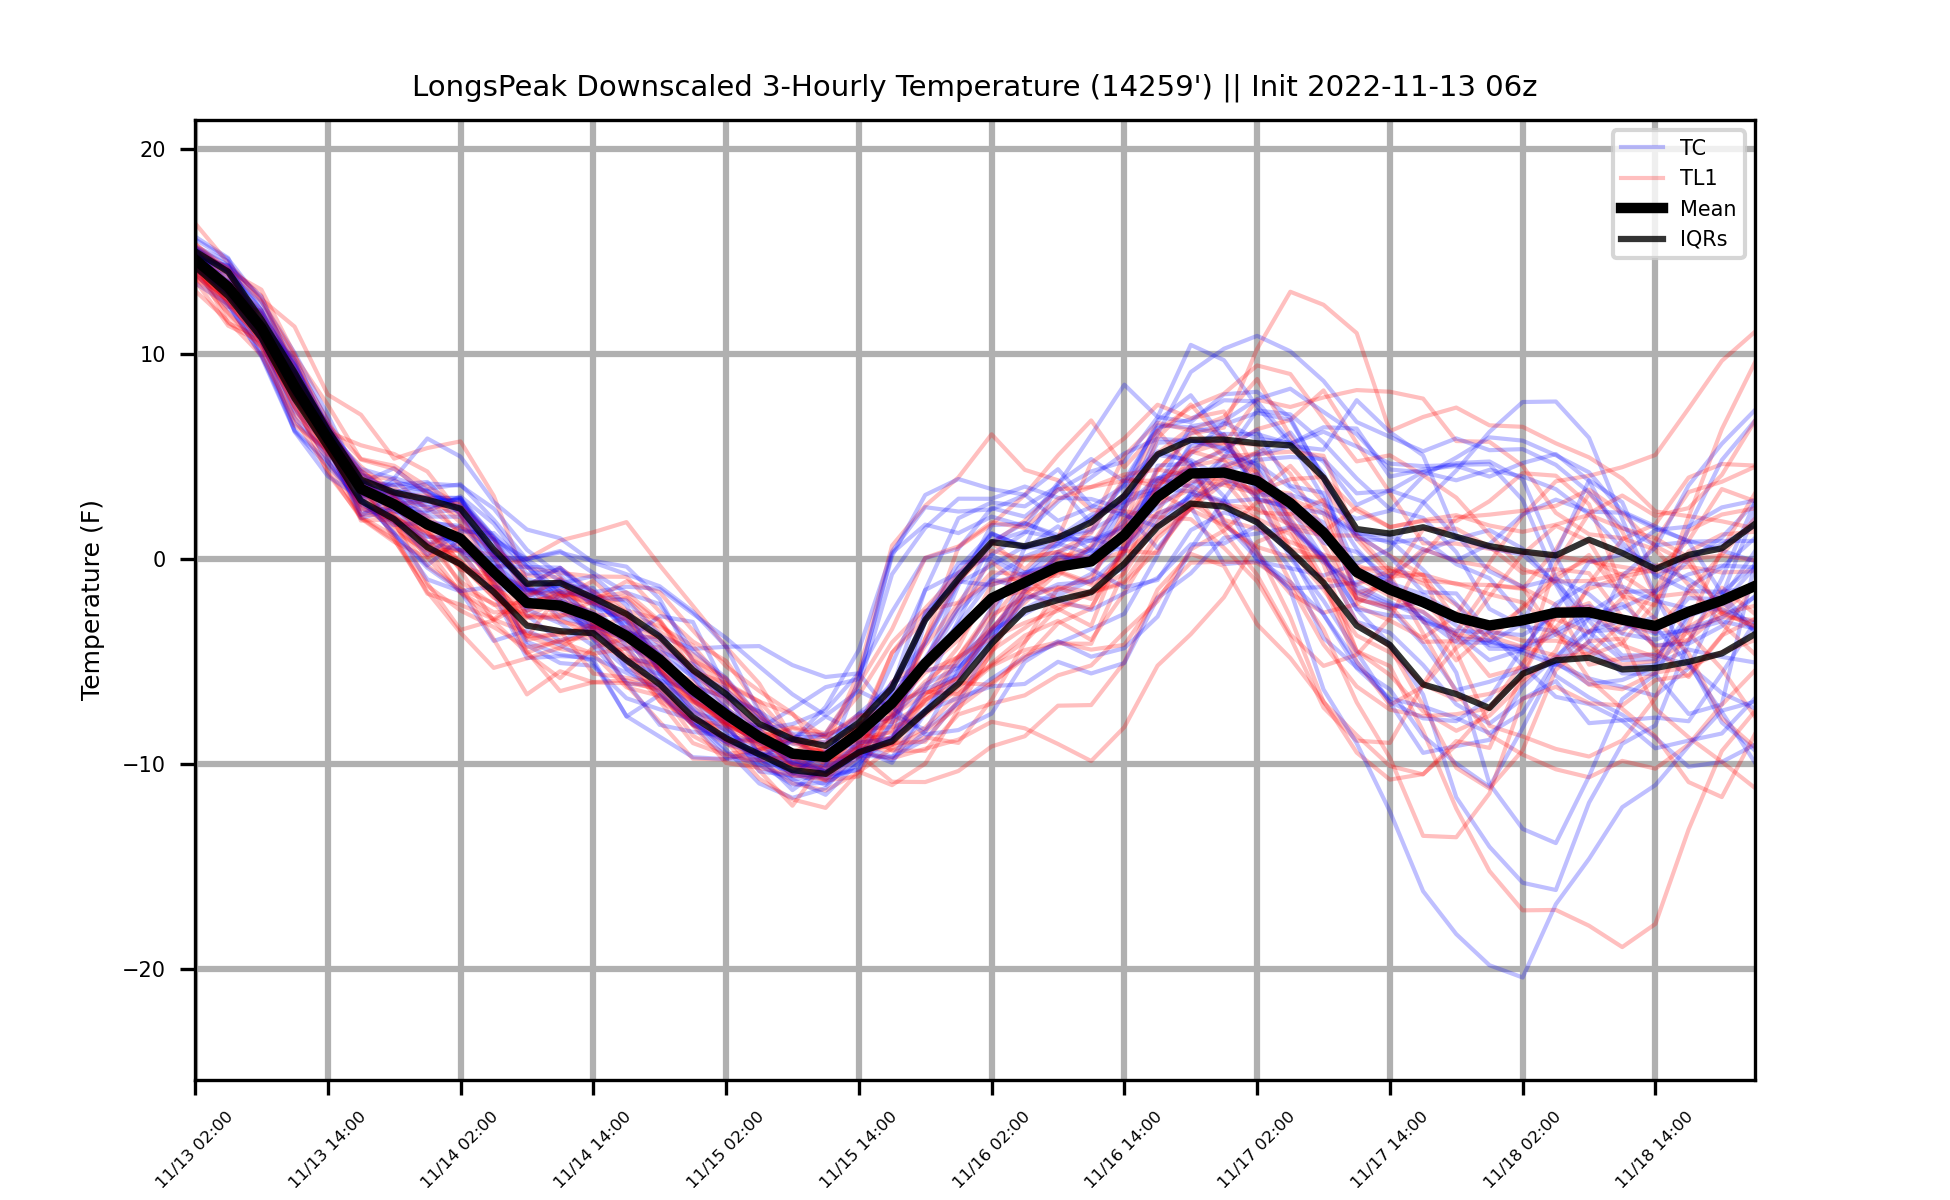 LongsPeak Downscaled 3-Hourly Temperature (14259') || Init 2022-11-13 06z
TC
TL1
Mean
IQRs
Temperature (F)
20
10
0
−10
−20
11/13 02:00
11/13 14:00
11/14 02:00
11/14 14:00
11/15 02:00
11/15 14:00
11/16 02:00
11/16 14:00
11/17 02:00
11/17 14:00
11/18 02:00
11/18 14:00